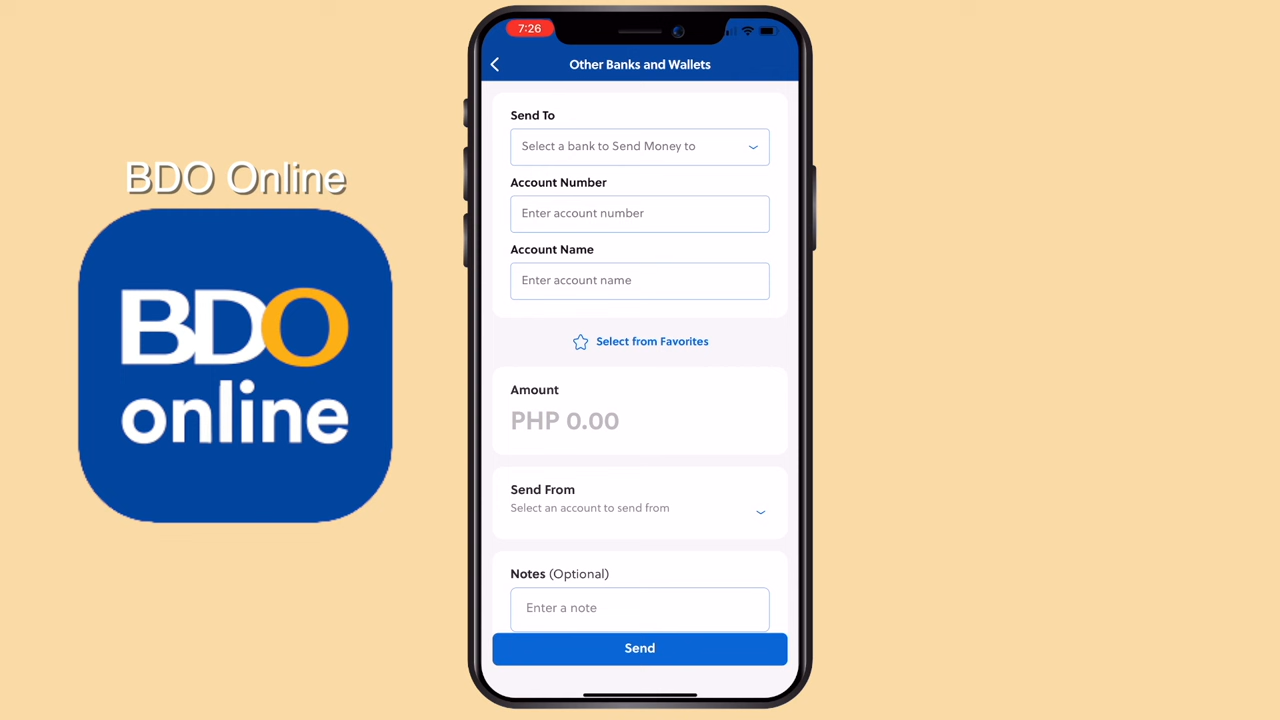 BDO Online
BDO
online
7:26
Other Banks and Wallets
Send To
Select a bank to Send Money to
Account Number
Enter account number
Account Name
Enter account name
Select from Favorites
Amount
PHP 0.00
Send From
Select an account to send from
Notes (Optional)
Enter a note
Send